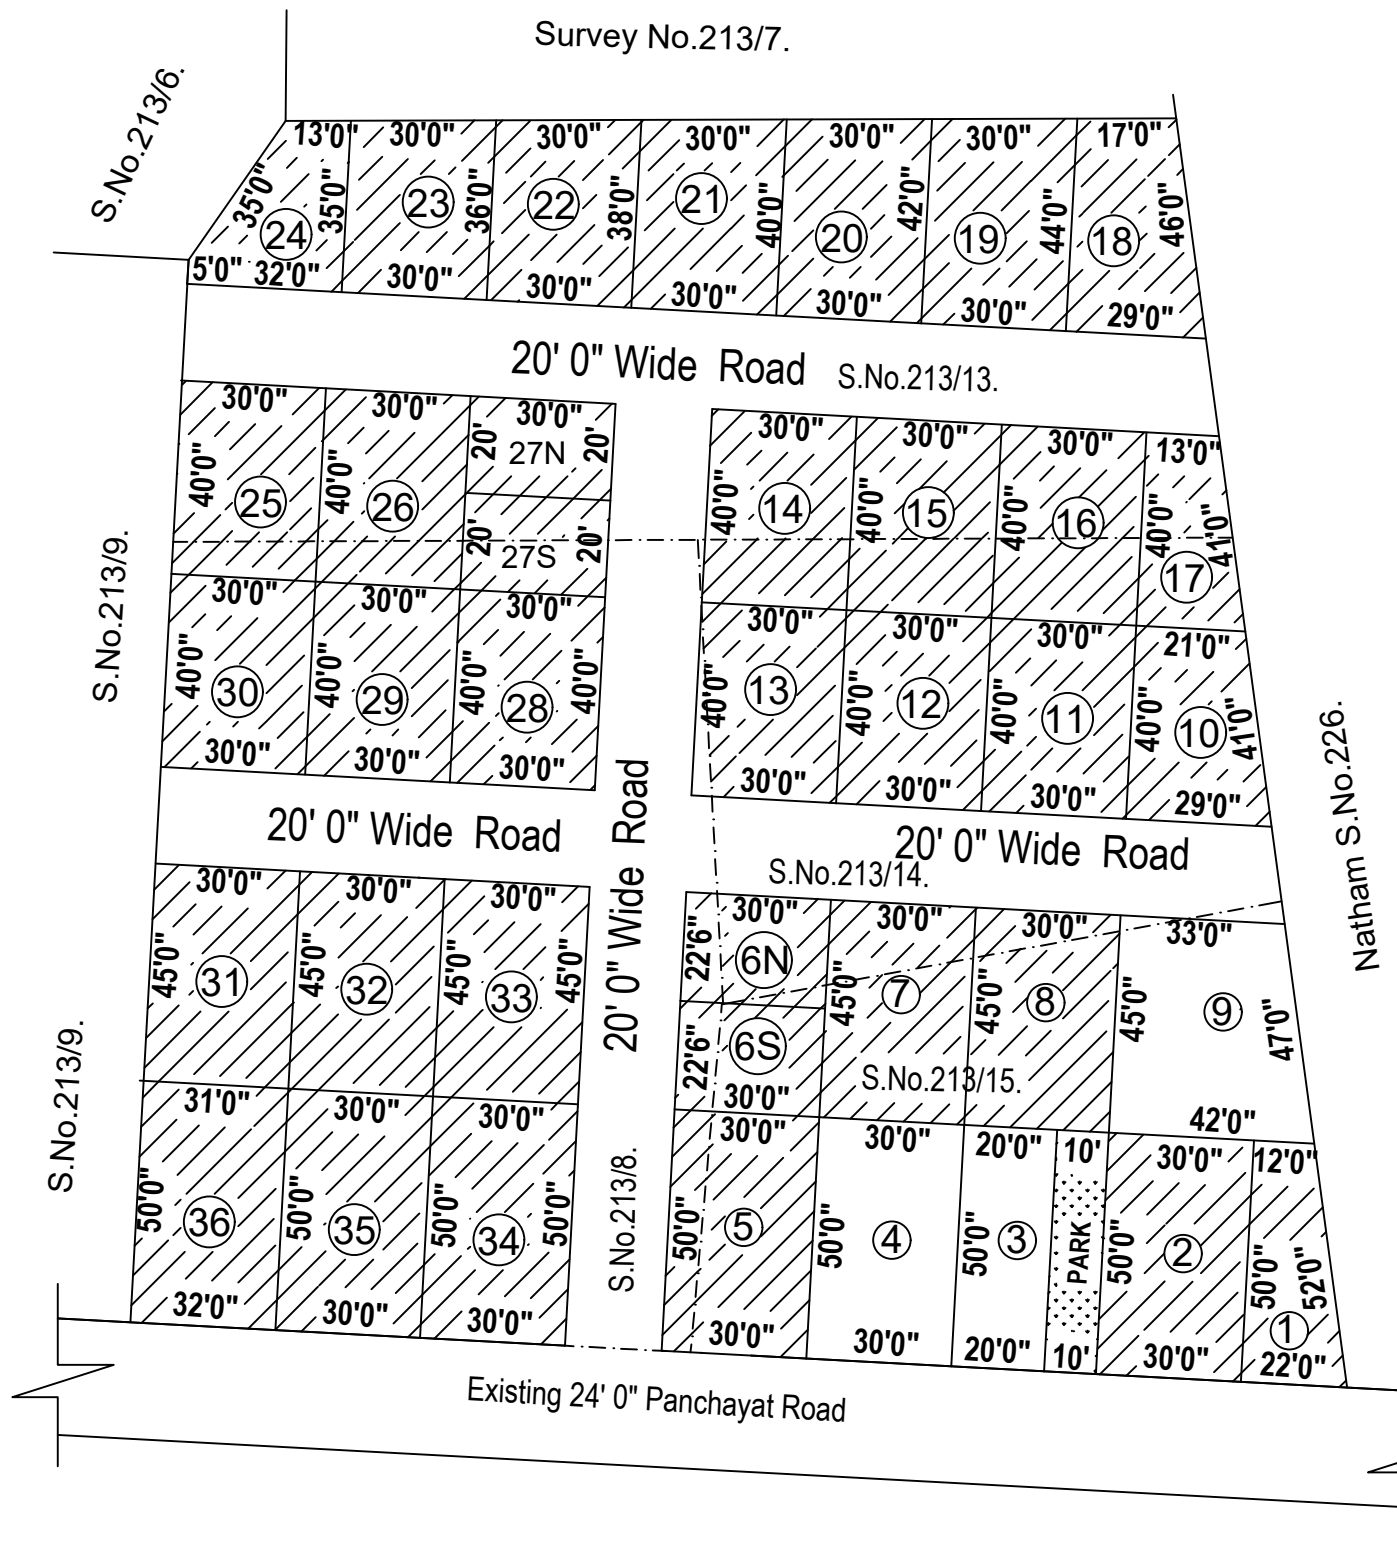 Survey No.213/7.
S.No.213/6.
13'0" 30'0" 30'0" 30'0" 30'0" 30'0" 17'0"
35'0" 35'0" 36'0" 38'0" 40'0" 42'0" 44'0" 46'0"
24 23 22 21 20 19 18
5'0" 32'0" 30'0" 30'0" 30'0" 30'0" 30'0" 29'0"
20' 0" Wide Road
S.No.213/13.
30'0" 30'0" 30'0"
40'0" 40'0" 20' 20'
25 26 27N
20' 20'
27S
30'0" 30'0" 30'0" 13'0"
40'0" 40'0" 40'0" 40'0" 41'0"
14 15 16 17
S.No.213/9.
30'0" 30'0" 30'0"
40'0" 40'0" 40'0" 40'0"
30 29 28
30'0" 30'0" 30'0"
30'0" 30'0" 30'0" 21'0"
40'0" 40'0" 40'0" 40'0" 41'0"
13 12 11 10
30'0" 30'0" 30'0" 29'0"
Natham S.No.226.
20' 0" Wide Road
20' 0" Wide Road
20' 0" Wide Road
S.No.213/14.
30'0" 30'0" 30'0"
45'0" 45'0" 45'0" 45'0"
31 32 33
30'0" 30'0" 30'0" 33'0"
22'6" 45'0" 45'0" 45'0" 47'0"
6N 7 8 9
22'6"
6S
30'0"
S.No.213/15.
42'0"
S.No.213/9.
31'0" 30'0" 30'0"
50'0" 50'0" 50'0" 50'0"
36 35 34
32'0" 30'0" 30'0"
S.No.213/8.
30'0" 30'0" 20'0" 10' 30'0" 12'0"
50'0" 50'0" 50'0" PARK 50'0" 50'0" 52'0"
5 4 3 2 1
30'0" 30'0" 20'0" 10' 30'0" 22'0"
Existing 24' 0" Panchayat Road